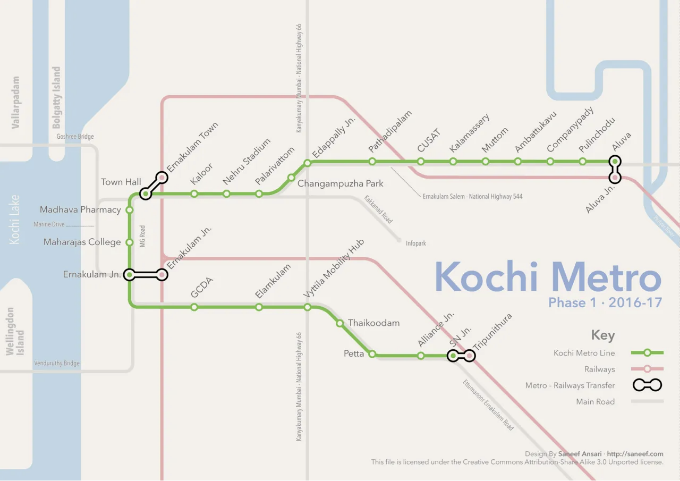 Vallarpadam
Bolgatty Island
Goshree Bridge
Kanyakumary Mumbai - National Highway 66
Ernakulam Town
Town Hall
Kaloor
Nehru Stadium
Palarivattom
Changampuzha Park
Edappally Jn.
Pathadipalam
CUSAT
Kalamassery
Muttom
Ambattukavu
Companypady
Pulinchodu
Aluva
Aluva Jn.
Ernakulam Salem - National Highway 544
Kakkanad Road
Infopark
Kochi Lake
Madhava Pharmacy
Marine Drive
MG Road
Maharajas College
Ernakulam Jn.
Ernakulam Jn.
GCDA
Elamkulam
Vyttila Mobility Hub
Thaikoodam
Petta
Alliance Jn.
SN Jn.
Tripunithura
Wellingdon
Island
Venduruthy Bridge
Kanyakumary Mumbai - National Highway 66
Ettumanoor Ernakulam Road
Kochi Metro
Phase 1 · 2016-17
Key
Kochi Metro Line
Railways
Metro - Railways Transfer
Main Road
Design By Saneef Ansari · http://saneef.com
This file is licensed under the Creative Commons Attribution-Share Alike 3.0 Unported license.